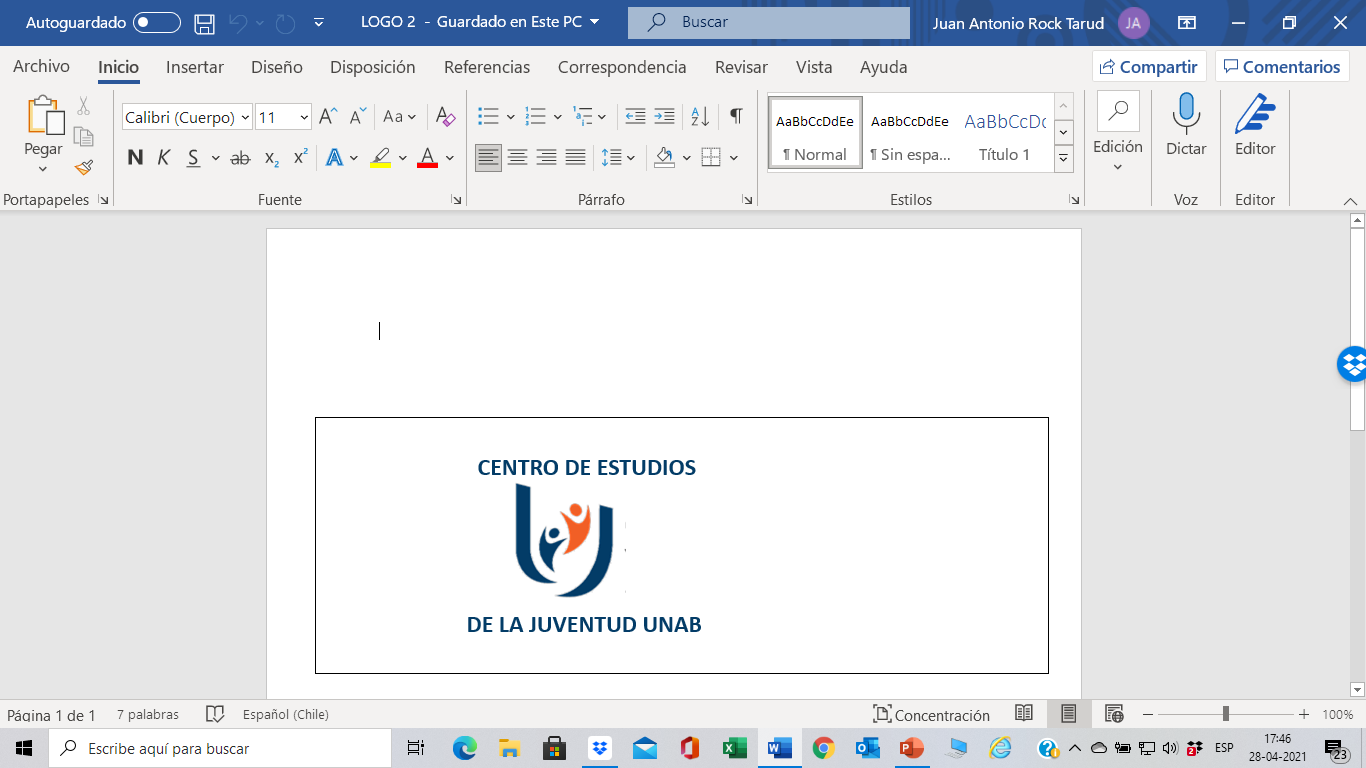 Autoguardado
LOGO 2 - Guardado en Este PC
Buscar
Juan Antonio Rock Tarud
JA
Archivo Inicio Insertar Diseño Disposición Referencias Correspondencia Revisar Vista Ayuda
Compartir
Comentarios
Pegar
Calibri (Cuerpo) 11
A A Aa A
N K S ab x₂ x² A A
AaBbCcDdEe AaBbCcDdEe AaBbCcDd
¶ Normal ¶ Sin espa... Título 1
Edición
Dictar
Editor
Portapapeles Fuente Párrafo Estilos Voz Editor
CENTRO DE ESTUDIOS
DE LA JUVENTUD UNAB
Página 1 de 1 7 palabras Español (Chile)
Concentración
100%
Escribe aquí para buscar
ESP
17:46
28-04-2021
23